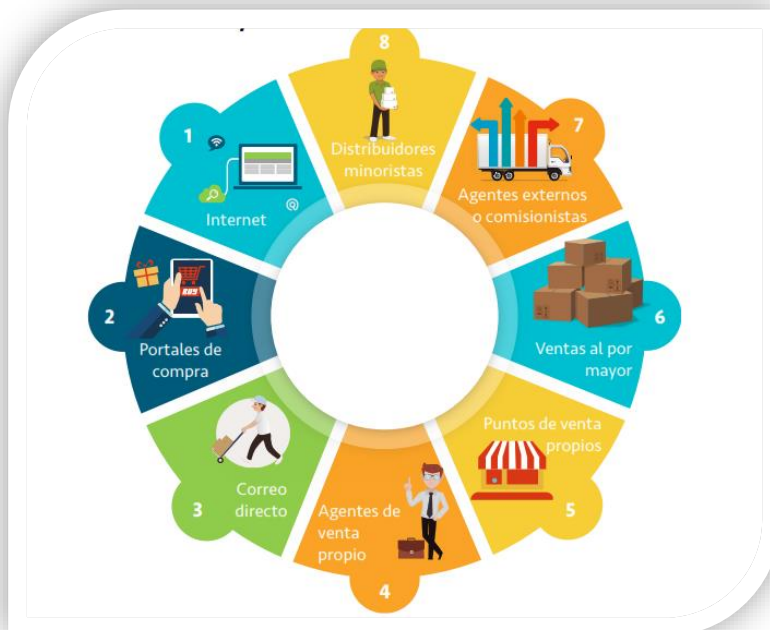 1
Internet
2
Portales de
compra
3
Correo
directo
4
Agentes de
venta
propio
5
Puntos de venta
propios
6
Ventas al por
mayor
7
Agentes externos
o comisionistas
8
Distribuidores
minoristas